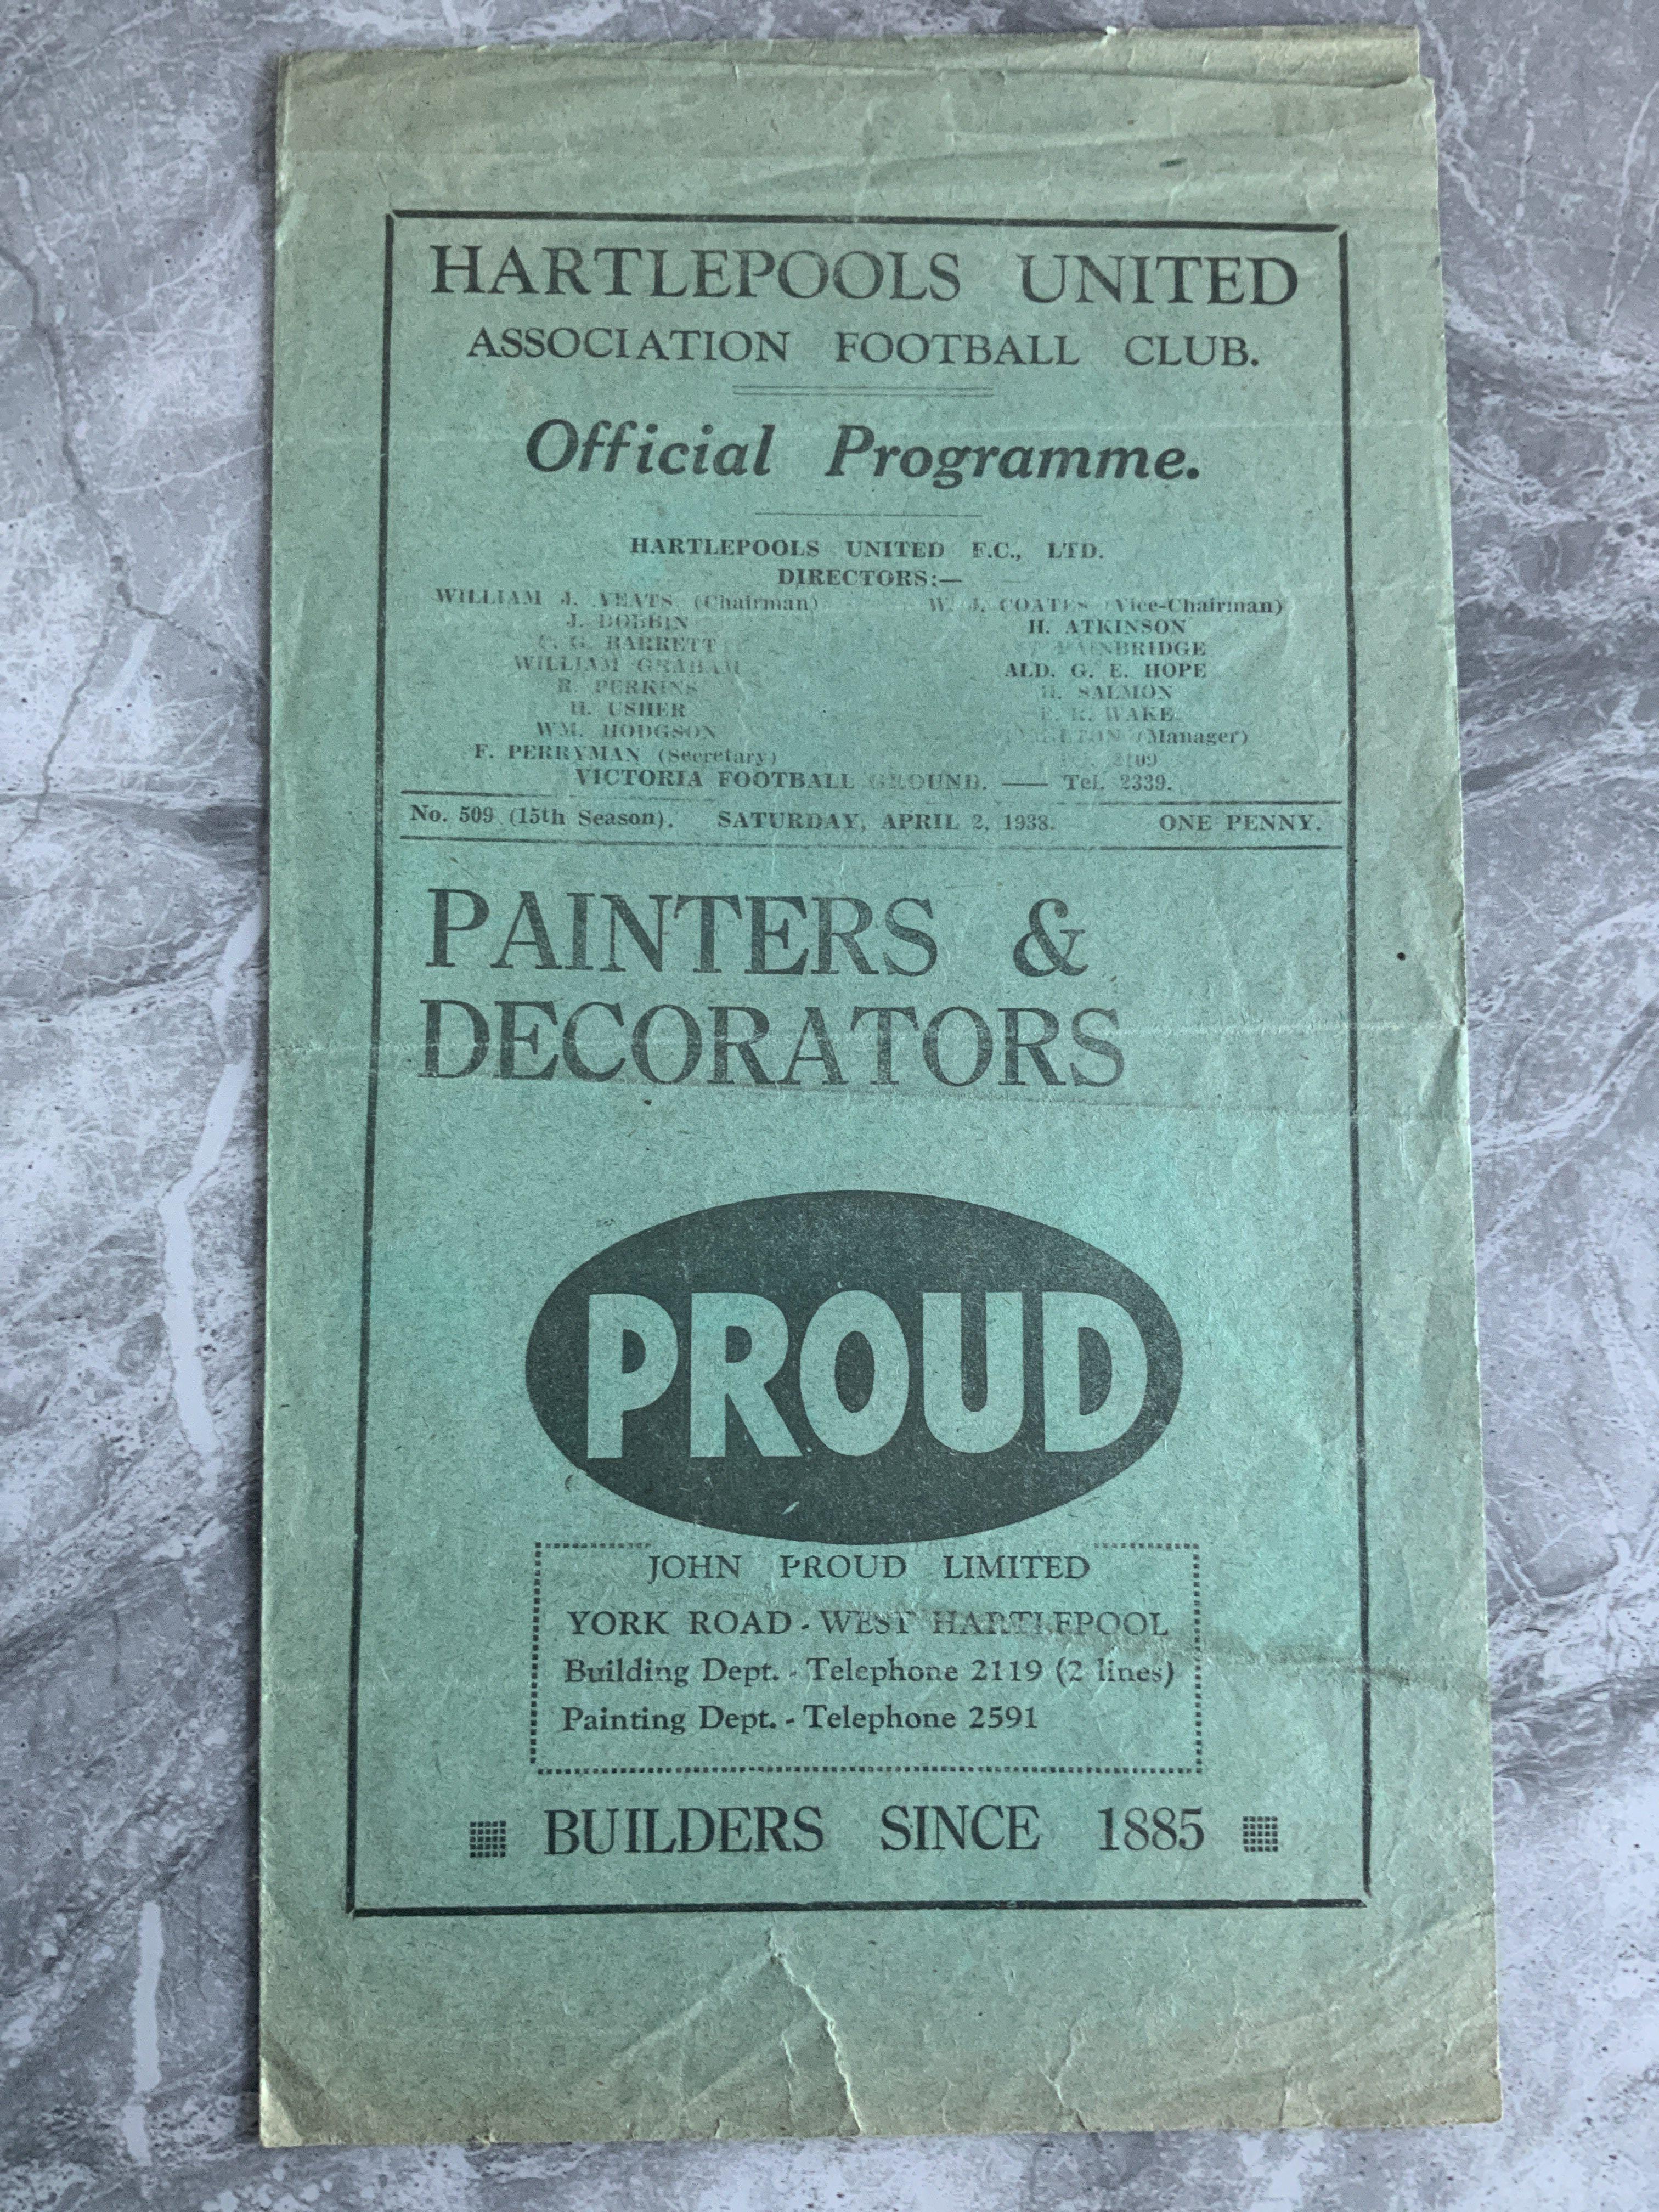 HARTLEPOOLS UNITED
ASSOCIATION FOOTBALL CLUB.
Official Programme.
HARTLEPOOLS UNITED F.C., LTD.
DIRECTORS:—
WILLIAM J. YEATS (Chairman) W. J. COATES (Vice-Chairman)
J. DOBBIN H. ATKINSON
G. BARRETT BAINBRIDGE
WILLIAM GRAHAM ALD. G. E. HOPE
R. PERKINS H. SALMON
H. USHER WAKE
WM. HODGSON (Manager)
F. PERRYMAN (Secretary)
VICTORIA FOOTBALL GROUND. — Tel. 2339.
No. 509 (15th Season). SATURDAY, APRIL 2, 1938. ONE PENNY.
PAINTERS &
DECORATORS
PROUD
JOHN PROUD LIMITED
YORK ROAD - WEST HARTLEPOOL
Building Dept. - Telephone 2119 (2 lines)
Painting Dept. - Telephone 2591
BUILDERS SINCE 1885